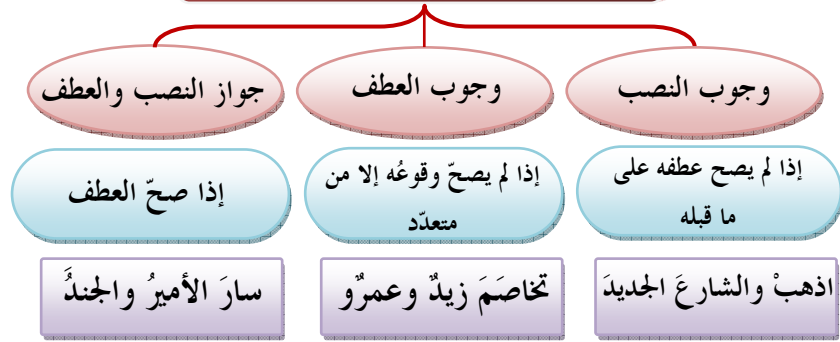 وجوب النصب
وجوب العطف
جواز النصب والعطف
إذا لم يصح عطفه على
ما قبله
إذا لم يصحّ وقوعُه إلا من
متعدّد
إذا صحّ العطف
اذهبْ والشارعَ الجديدَ
تخاصَمَ زيدٌ وعمرٌو
سارَ الأميرُ والجندَُ